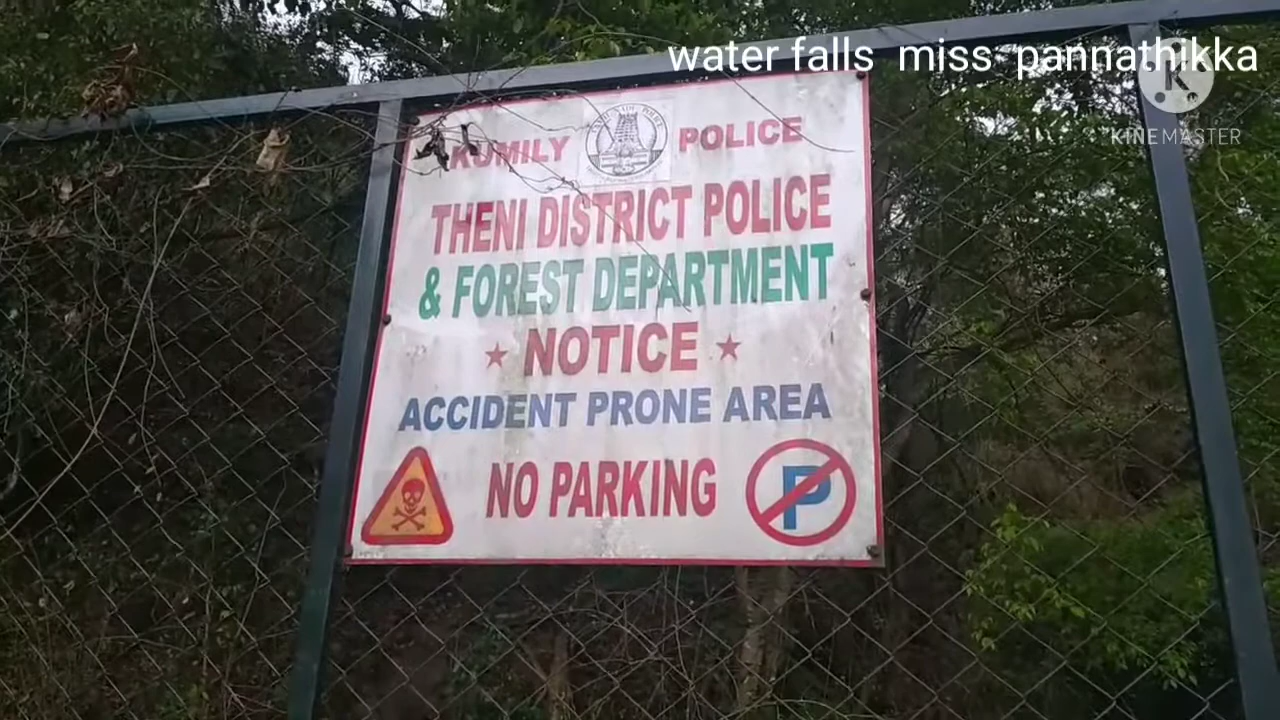 water falls miss pannathikka
K
KINEMASTER
KUMILY POLICE
THENI DISTRICT POLICE
& FOREST DEPARTMENT
★ NOTICE ★
ACCIDENT PRONE AREA
NO PARKING P